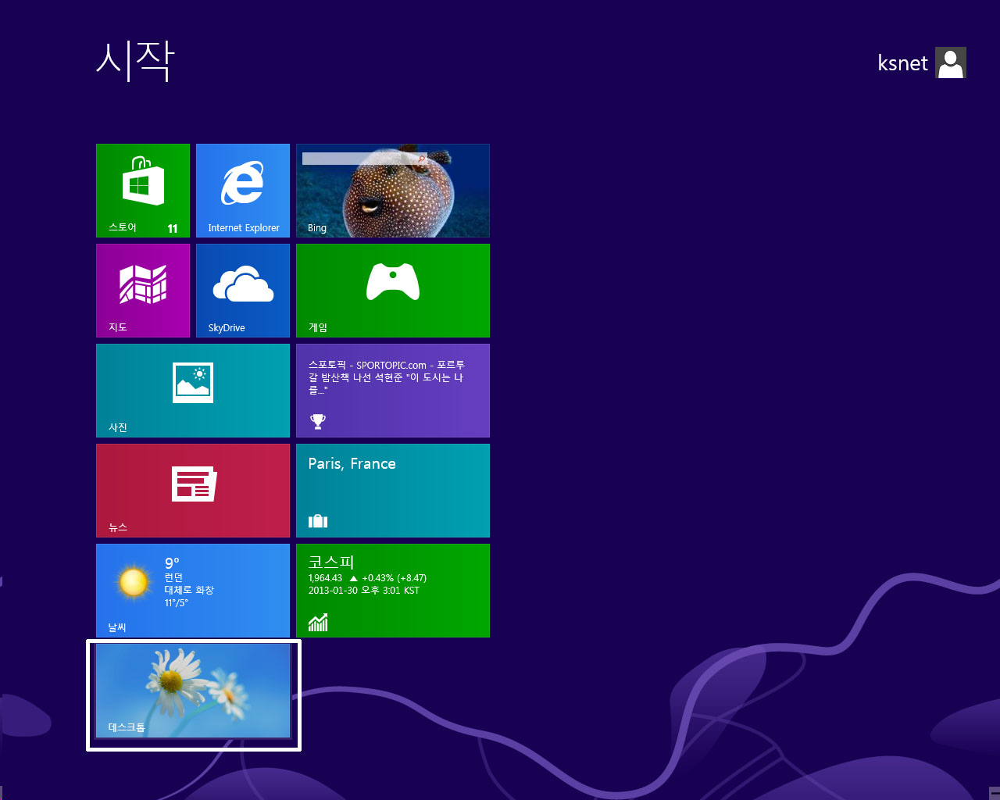 시작
ksnet
스토어 11
Internet Explorer
Bing
지도
SkyDrive
게임
사진
스포토픽 - SPORTOPIC.com - 포르투
갈 밤산책 나선 석현준 "이 도시는 나
를..."
뉴스
Paris, France
9°
런던
대체로 화창
11°/5°
날씨
코스피
1,964.43 ▲ +0.43% (+8.47)
2013-01-30 오후 3:01 KST
데스크톱